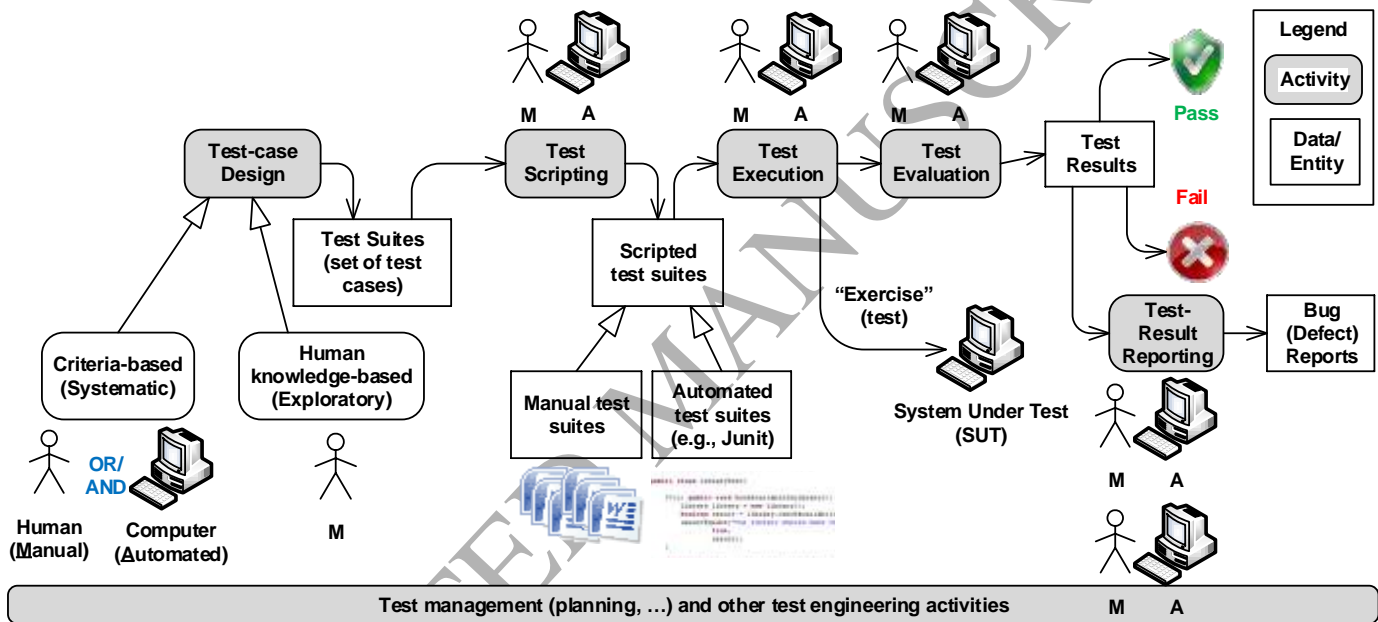 M
A
M
A
M
A
Pass
Legend
Activity
Data/
Entity
Test-case
Design
Test
Scripting
Test
Execution
Test
Evaluation
Test
Results
Fail
Test Suites
(set of test
cases)
Scripted
test suites
“Exercise”
(test)
Test-
Result
Reporting
Bug
(Defect)
Reports
Criteria-based
(Systematic)
Human
knowledge-based
(Exploratory)
Manual test
suites
Automated
test suites
(e.g., Junit)
System Under Test
(SUT)
OR/
AND
Human
(Manual)
Computer
(Automated)
M
W
M
A
Test management (planning, …) and other test engineering activities
M
A